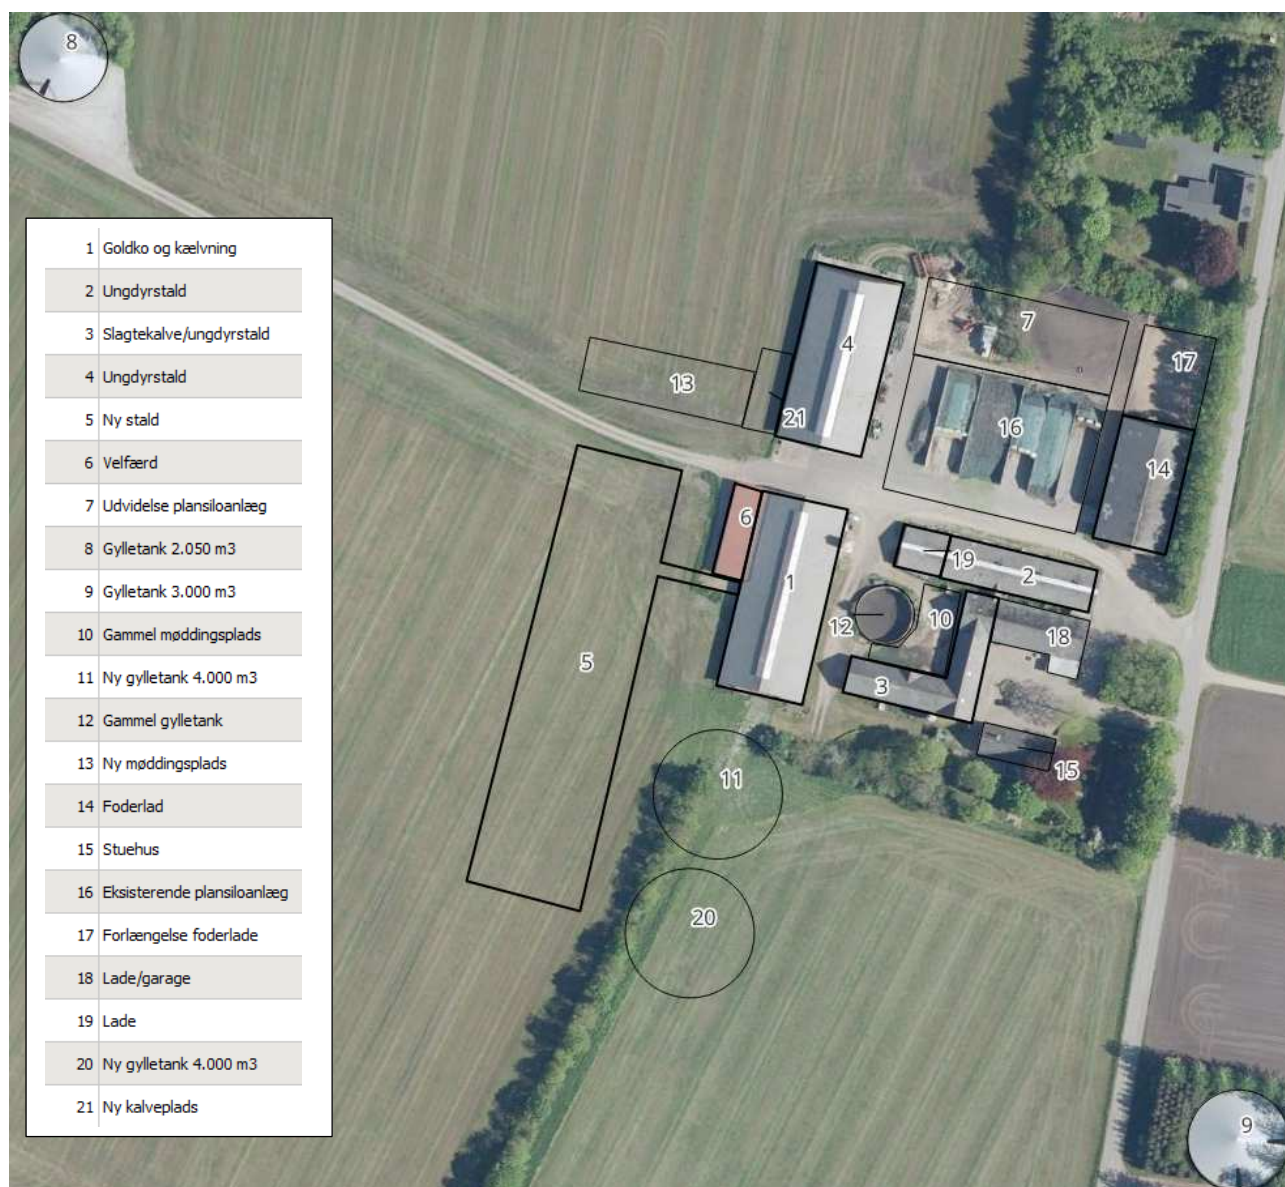 8
1 Goldko og kælvning
2 Ungdyrstald
3 Slagtekalve/ungdyrstald
4 Ungdyrstald
5 Ny stald
6 Velfærd
7 Udvidelse plansiloanlæg
8 Gylletank 2.050 m3
9 Gylletank 3.000 m3
10 Gammel møddingsplads
11 Ny gylletank 4.000 m3
12 Gammel gylletank
13 Ny møddingsplads
14 Foderlad
15 Stuehus
16 Eksisterende plansiloanlæg
17 Forlængelse foderlade
18 Lade/garage
19 Lade
20 Ny gylletank 4.000 m3
21 Ny kalveplads
7
4
17
13
21
16
14
6
19
2
1
12
10
18
5
3
15
11
20
9